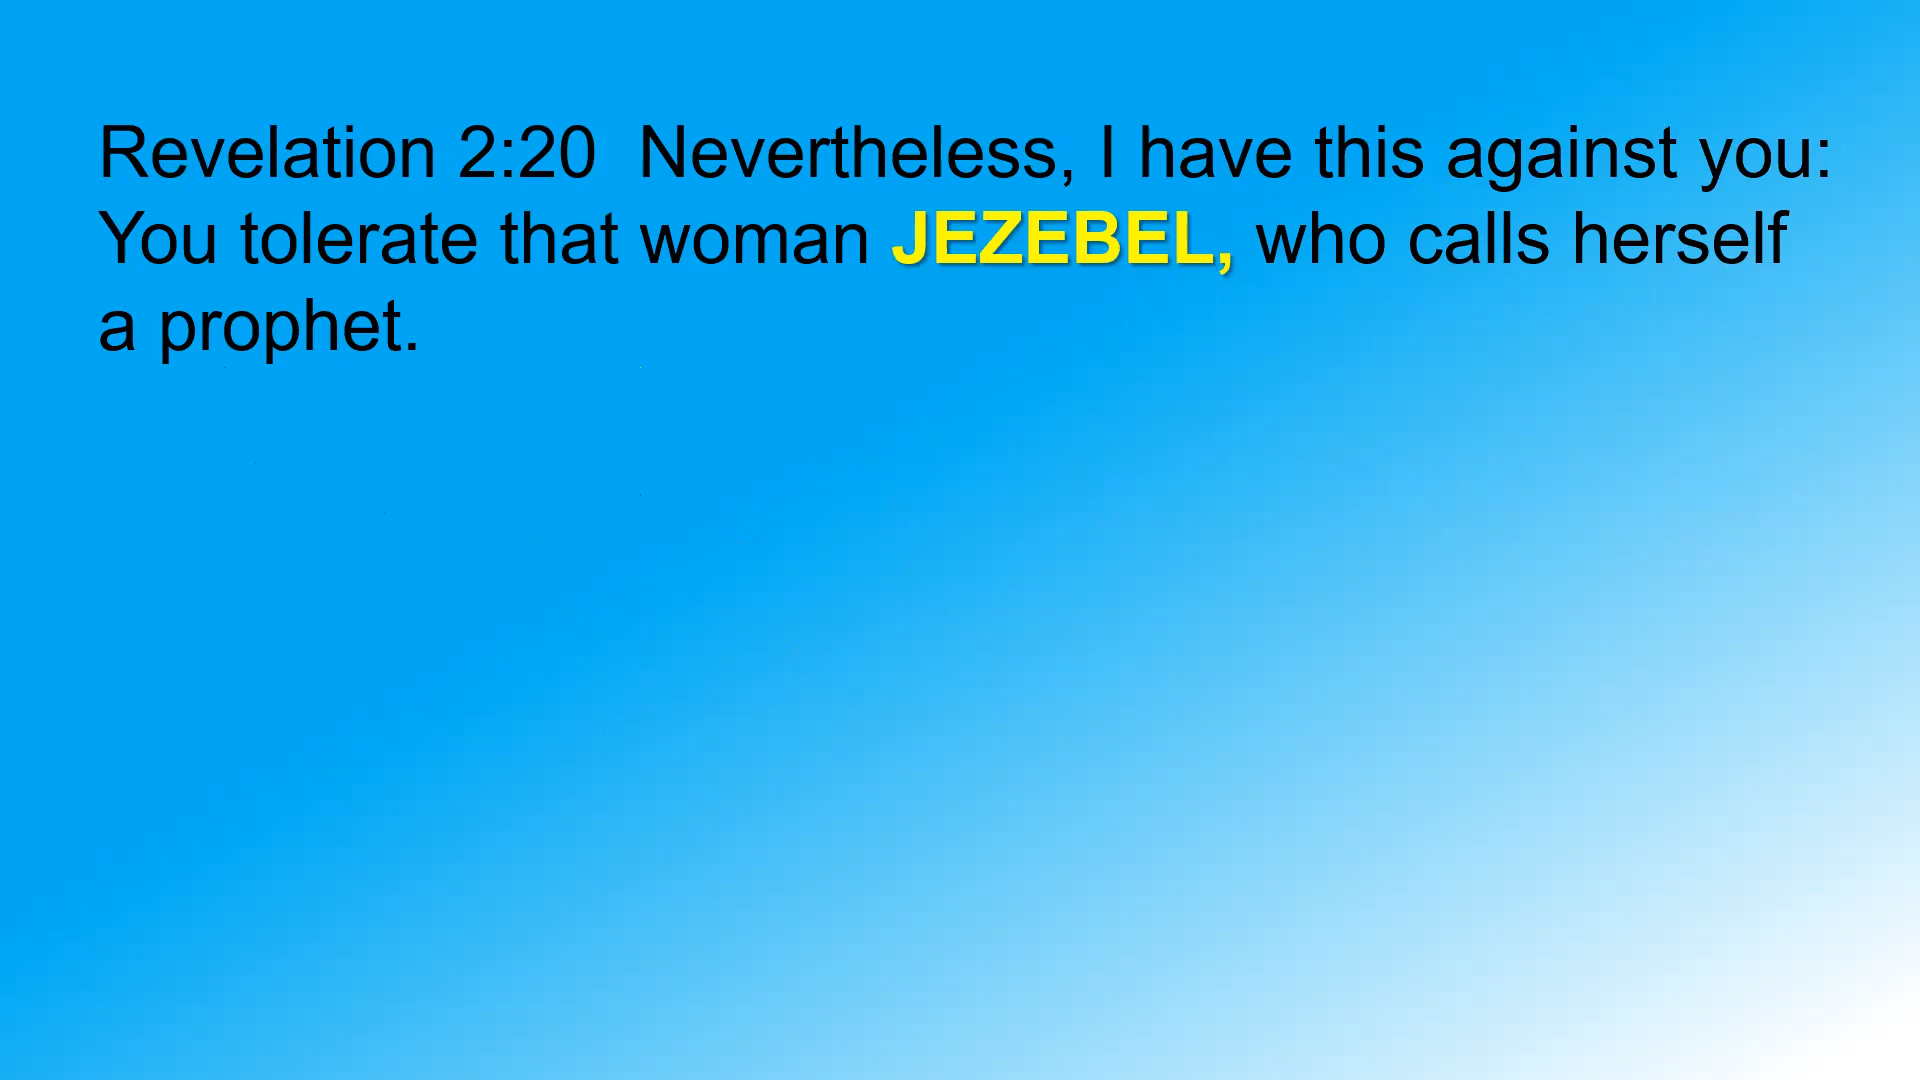 Revelation 2:20  Nevertheless, I have this against you:
You tolerate that woman JEZEBEL, who calls herself
a prophet.